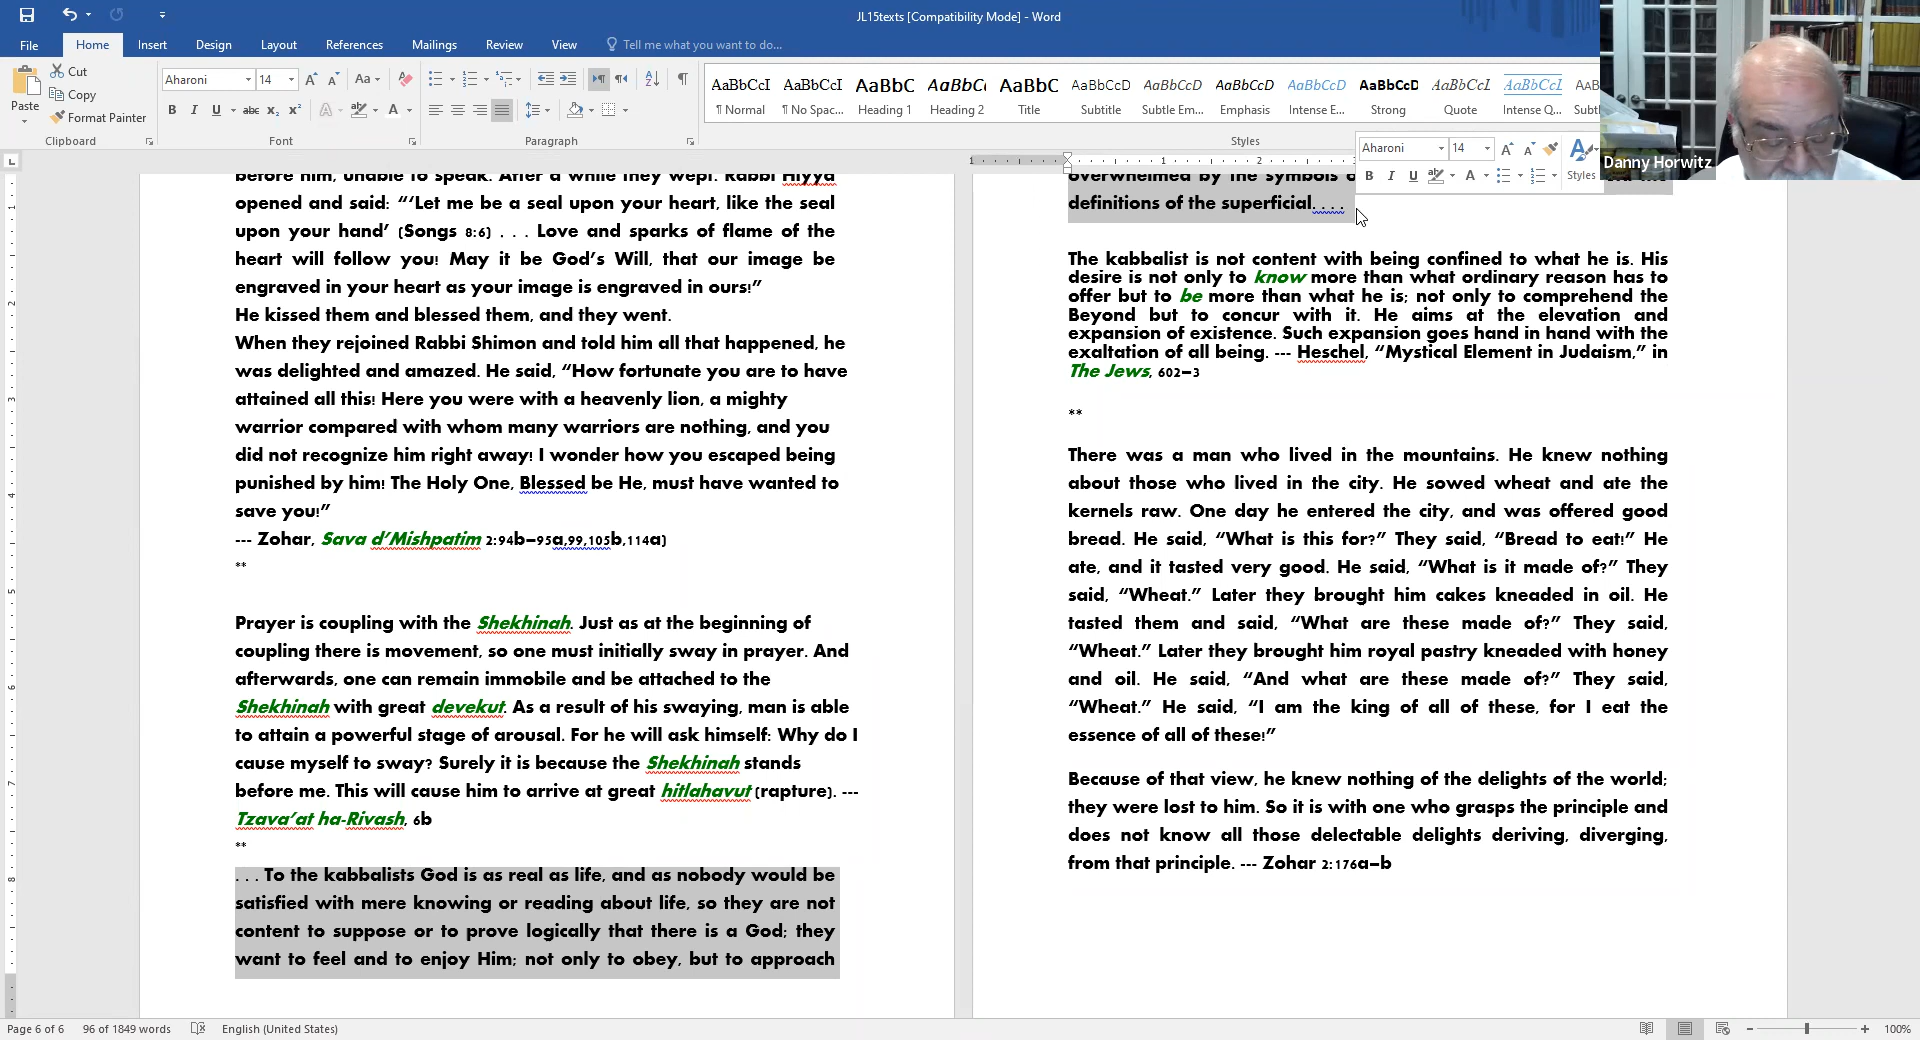 JL15texts [Compatibility Mode] - Word
File Home Insert Design Layout References Mailings Review View Tell me what you want to do...
Paste
Cut
Copy
Format Painter
Clipboard
Aharoni 14
Font
Paragraph
AaBbCcI AaBbCcI AaBbC AaBbC AaBbC AaBbCcD AaBbCcD AaBbCcD AaBbCcD AaBbCcD AaBbCcI AaBbCcI
¶ Normal ¶ No Spac... Heading 1 Heading 2 Title Subtitle Subtle Em... Emphasis Intense E... Strong Quote Intense Q...
Styles
Aharoni 14
Styles
Danny Horwitz
before him, unable to speak. After a while they wept. Rabbi Hiyya
opened and said: “‘Let me be a seal upon your heart, like the seal
upon your hand’ (Songs 8:6) . . . Love and sparks of flame of the
heart will follow you! May it be God’s Will, that our image be
engraved in your heart as your image is engraved in ours!”
He kissed them and blessed them, and they went.
When they rejoined Rabbi Shimon and told him all that happened, he
was delighted and amazed. He said, “How fortunate you are to have
attained all this! Here you were with a heavenly lion, a mighty
warrior compared with whom many warriors are nothing, and you
did not recognize him right away! I wonder how you escaped being
punished by him! The Holy One, Blessed be He, must have wanted to
save you!”
--- Zohar, Sava d’Mishpatim 2:94b–95a,99,105b,114a)
**
Prayer is coupling with the Shekhinah. Just as at the beginning of
coupling there is movement, so one must initially sway in prayer. And
afterwards, one can remain immobile and be attached to the
Shekhinah with great devekut. As a result of his swaying, man is able
to attain a powerful stage of arousal. For he will ask himself: Why do I
cause myself to sway? Surely it is because the Shekhinah stands
before me. This will cause him to arrive at great hitlahavut (rapture). ---
Tzava’at ha-Rivash, 6b
**
. . . To the kabbalists God is as real as life, and as nobody would be
satisfied with mere knowing or reading about life, so they are not
content to suppose or to prove logically that there is a God; they
want to feel and to enjoy Him; not only to obey, but to approach
overwhelmed by the symbols
definitions of the superficial. . . .
The kabbalist is not content with being confined to what he is. His
desire is not only to know more than what ordinary reason has to
offer but to be more than what he is; not only to comprehend the
Beyond but to concur with it. He aims at the elevation and
expansion of existence. Such expansion goes hand in hand with the
exaltation of all being. --- Heschel, “Mystical Element in Judaism,” in
The Jews, 602–3
**
There was a man who lived in the mountains. He knew nothing
about those who lived in the city. He sowed wheat and ate the
kernels raw. One day he entered the city, and was offered good
bread. He said, “What is this for?” They said, “Bread to eat!” He
ate, and it tasted very good. He said, “What is it made of?” They
said, “Wheat.” Later they brought him cakes kneaded in oil. He
tasted them and said, “What are these made of?” They said,
“Wheat.” Later they brought him royal pastry kneaded with honey
and oil. He said, “And what are these made of?” They said,
“Wheat.” He said, “I am the king of all of these, for I eat the
essence of all of these!”
Because of that view, he knew nothing of the delights of the world;
they were lost to him. So it is with one who grasps the principle and
does not know all those delectable delights deriving, diverging,
from that principle. --- Zohar 2:176a–b
Page 6 of 6 96 of 1849 words English (United States) 100%